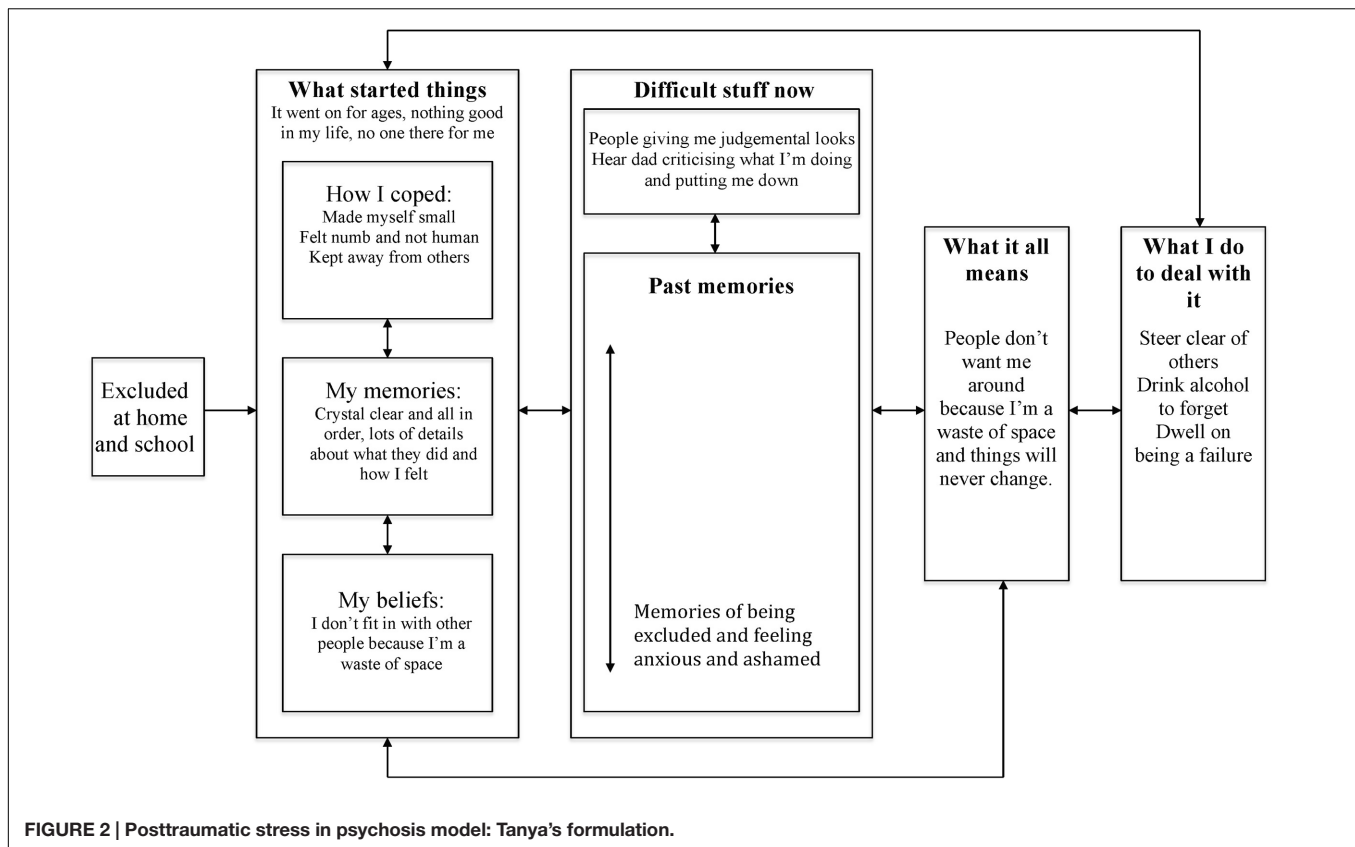 Excluded
at home
and school
What started things
It went on for ages, nothing good
in my life, no one there for me
How I coped:
Made myself small
Felt numb and not human
Kept away from others
My memories:
Crystal clear and all in
order, lots of details
about what they did and
how I felt
My beliefs:
I don't fit in with other
people because I'm a
waste of space
Difficult stuff now
People giving me judgemental looks
Hear dad criticising what I'm doing
and putting me down
Past memories
Memories of being
excluded and feeling
anxious and ashamed
What it all
means
People don't
want me
around
because I'm a
waste of space
and things will
never change.
What I do
to deal with
it
Steer clear of
others
Drink alcohol
to forget
Dwell on
being a failure
FIGURE 2 | Posttraumatic stress in psychosis model: Tanya's formulation.